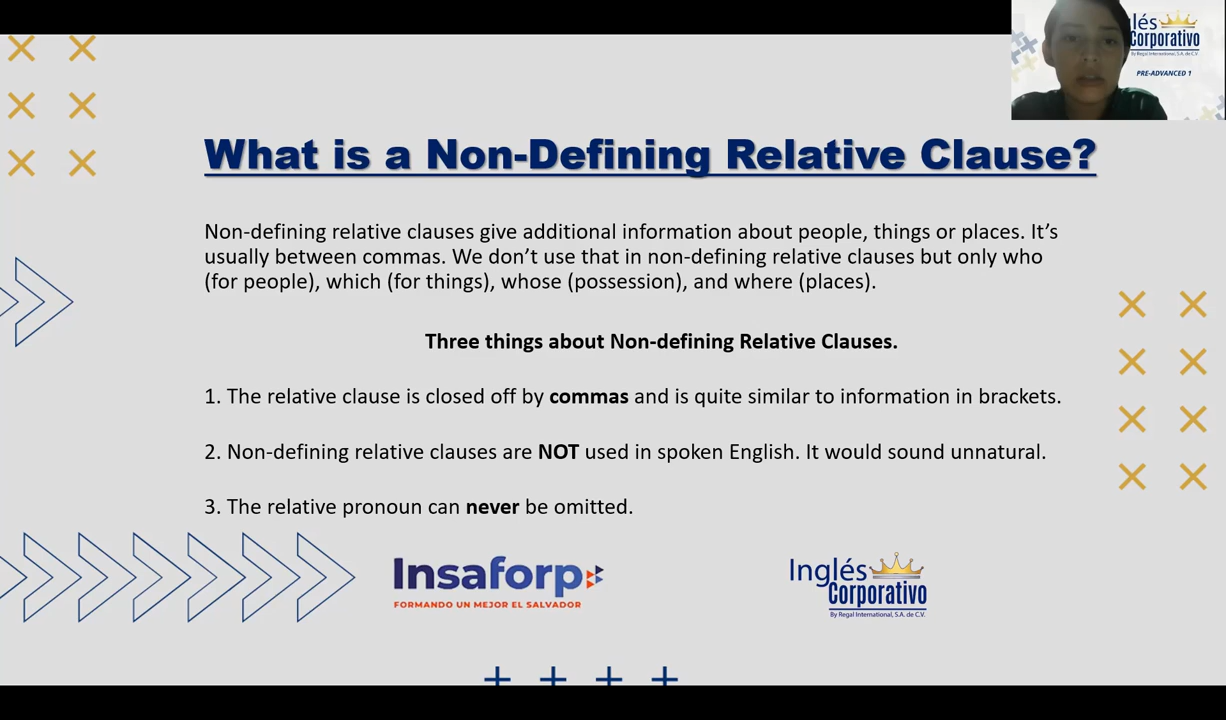 lés
Corporativo
By Regal International, S.A. de C.V.
PRE-ADVANCED 1
What is a Non-Defining Relative Clause?
Non-defining relative clauses give additional information about people, things or places. It’s
usually between commas. We don’t use that in non-defining relative clauses but only who
(for people), which (for things), whose (possession), and where (places).
Three things about Non-defining Relative Clauses.
1. The relative clause is closed off by commas and is quite similar to information in brackets.
2. Non-defining relative clauses are NOT used in spoken English. It would sound unnatural.
3. The relative pronoun can never be omitted.
Insaforp
FORMANDO UN MEJOR EL SALVADOR
Inglés
Corporativo
By Regal International, S.A. de C.V.